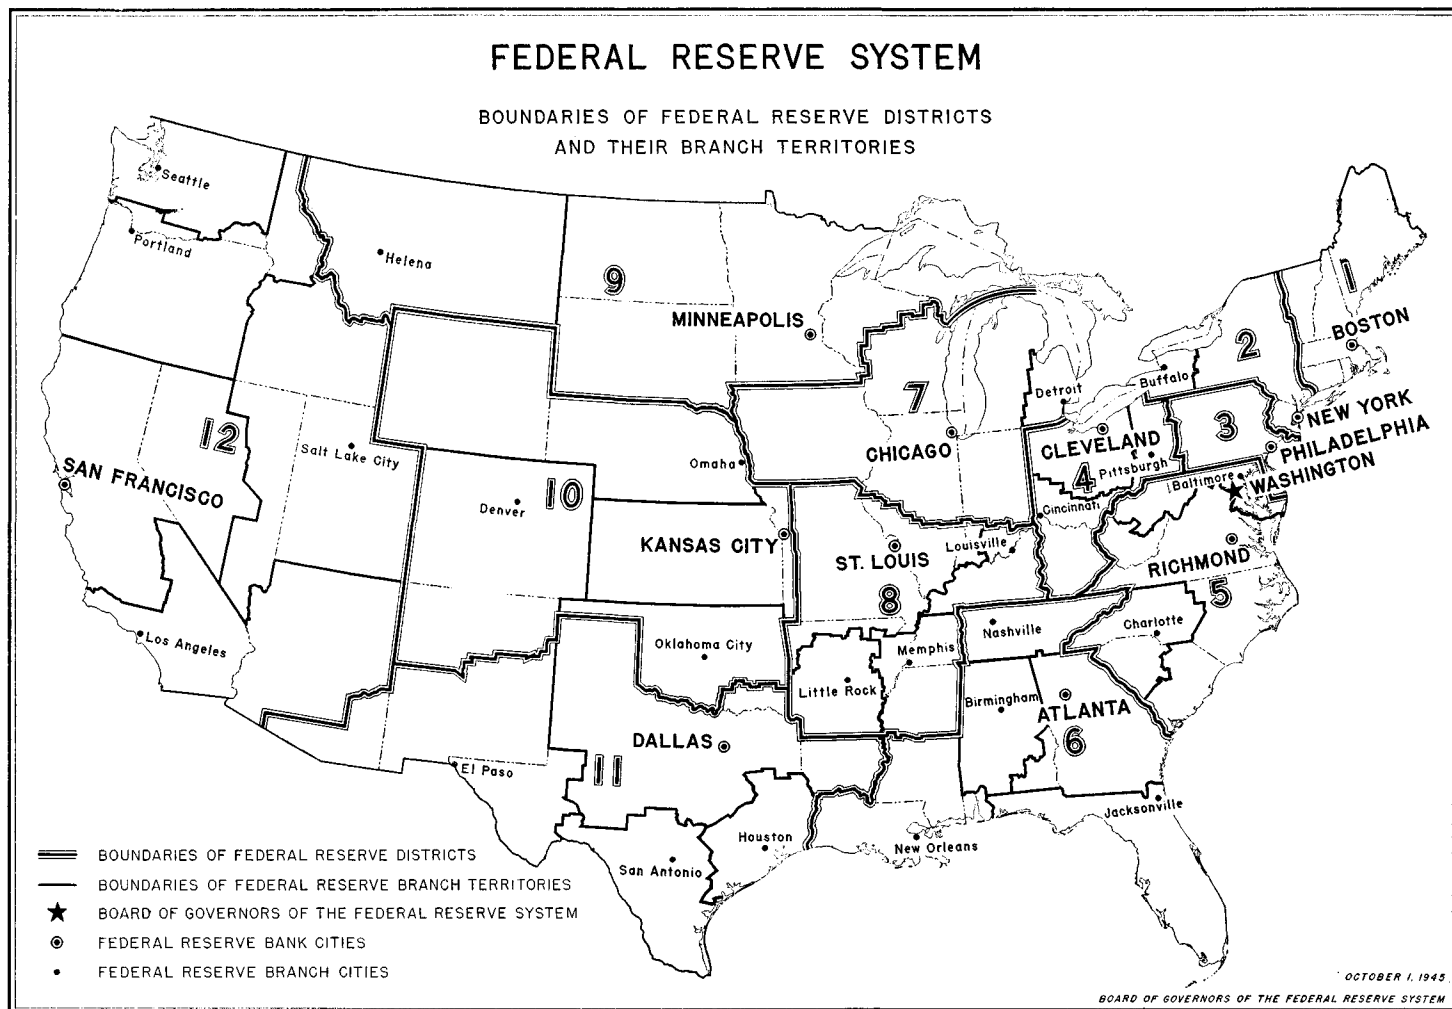 FEDERAL RESERVE SYSTEM
BOUNDARIES OF FEDERAL RESERVE DISTRICTS
AND THEIR BRANCH TERRITORIES
Seattle
Portland
Helena
9
MINNEAPOLIS
1
BOSTON
2
Buffalo
NEW YORK
7
Detroit
3
PHILADELPHIA
CHICAGO
CLEVELAND
4
Pittsburgh
WASHINGTON
Baltimore
12
Salt Lake City
SAN FRANCISCO
Omaha
10
Denver
Cincinnati
KANSAS CITY
ST. LOUIS
Louisville
RICHMOND
8
5
Los Angeles
Oklahoma City
Nashville
Charlotte
Memphis
Little Rock
Birmingham
ATLANTA
6
DALLAS
11
El Paso
Jacksonville
Houston
New Orleans
San Antonio
BOUNDARIES OF FEDERAL RESERVE DISTRICTS
BOUNDARIES OF FEDERAL RESERVE BRANCH TERRITORIES
BOARD OF GOVERNORS OF THE FEDERAL RESERVE SYSTEM
FEDERAL RESERVE BANK CITIES
FEDERAL RESERVE BRANCH CITIES
OCTOBER 1, 1945
BOARD OF GOVERNORS OF THE FEDERAL RESERVE SYSTEM